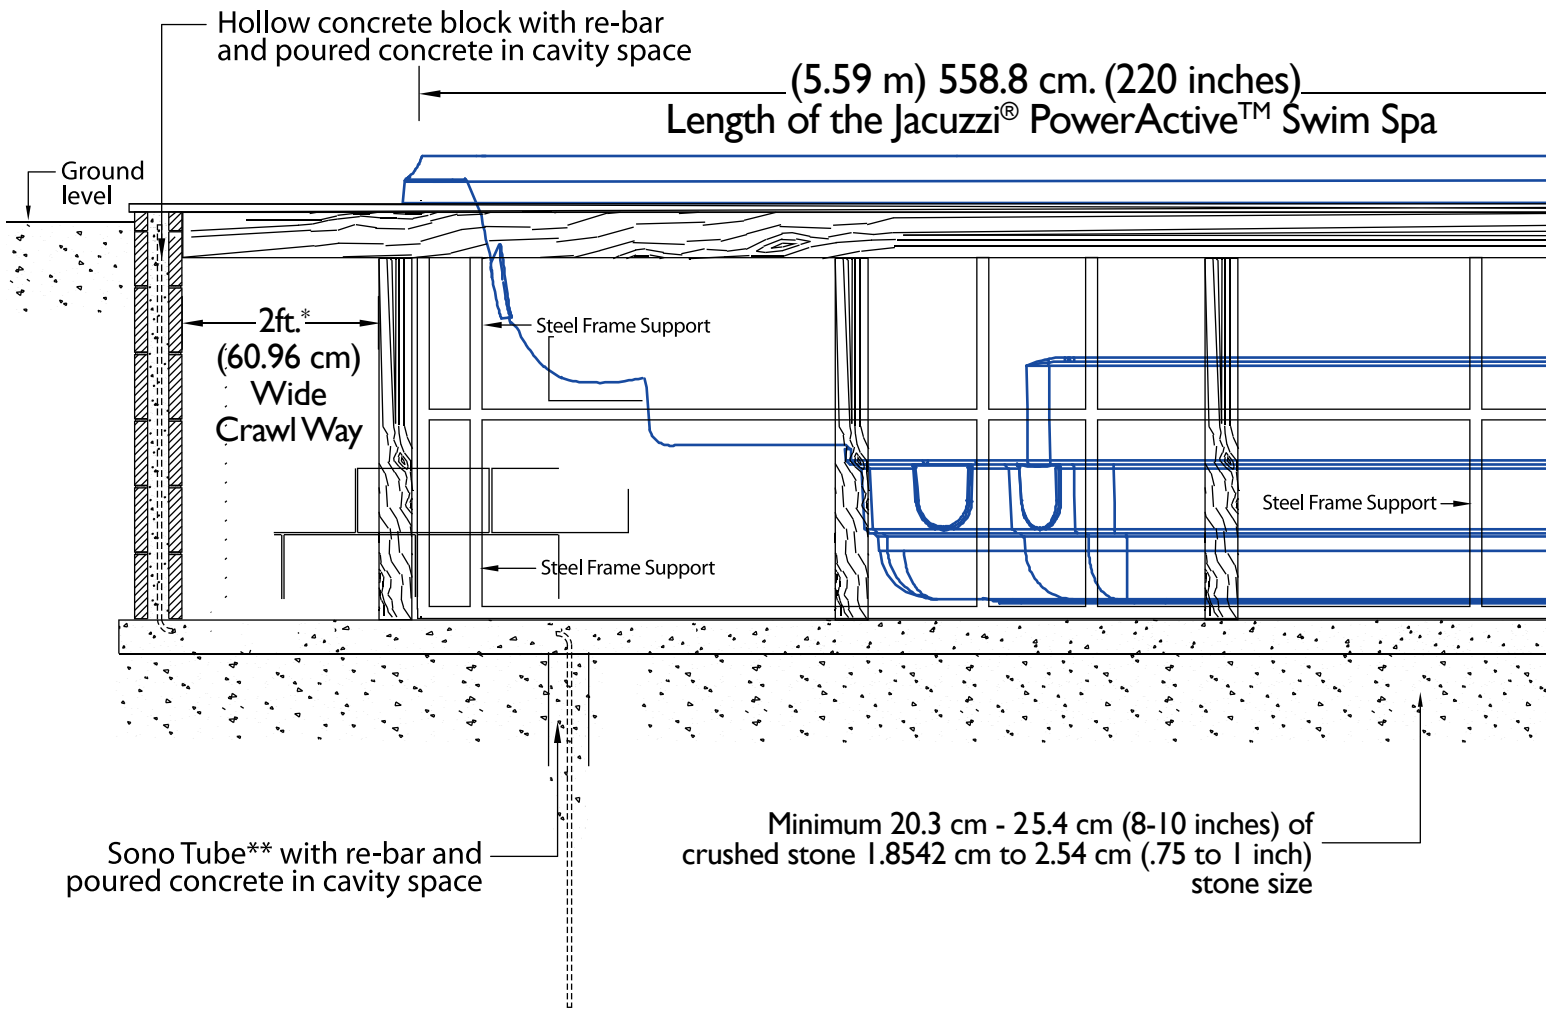 Hollow concrete block with re-bar
and poured concrete in cavity space
(5.59 m) 558.8 cm. (220 inches)
Length of the Jacuzzi® PowerActive™ Swim Spa
Ground
level
2ft.*
(60.96 cm)
Wide
Crawl Way
Steel Frame Support
Steel Frame Support
Steel Frame Support
Sono Tube** with re-bar and
poured concrete in cavity space
Minimum 20.3 cm - 25.4 cm (8-10 inches) of
crushed stone 1.8542 cm to 2.54 cm (.75 to 1 inch)
stone size